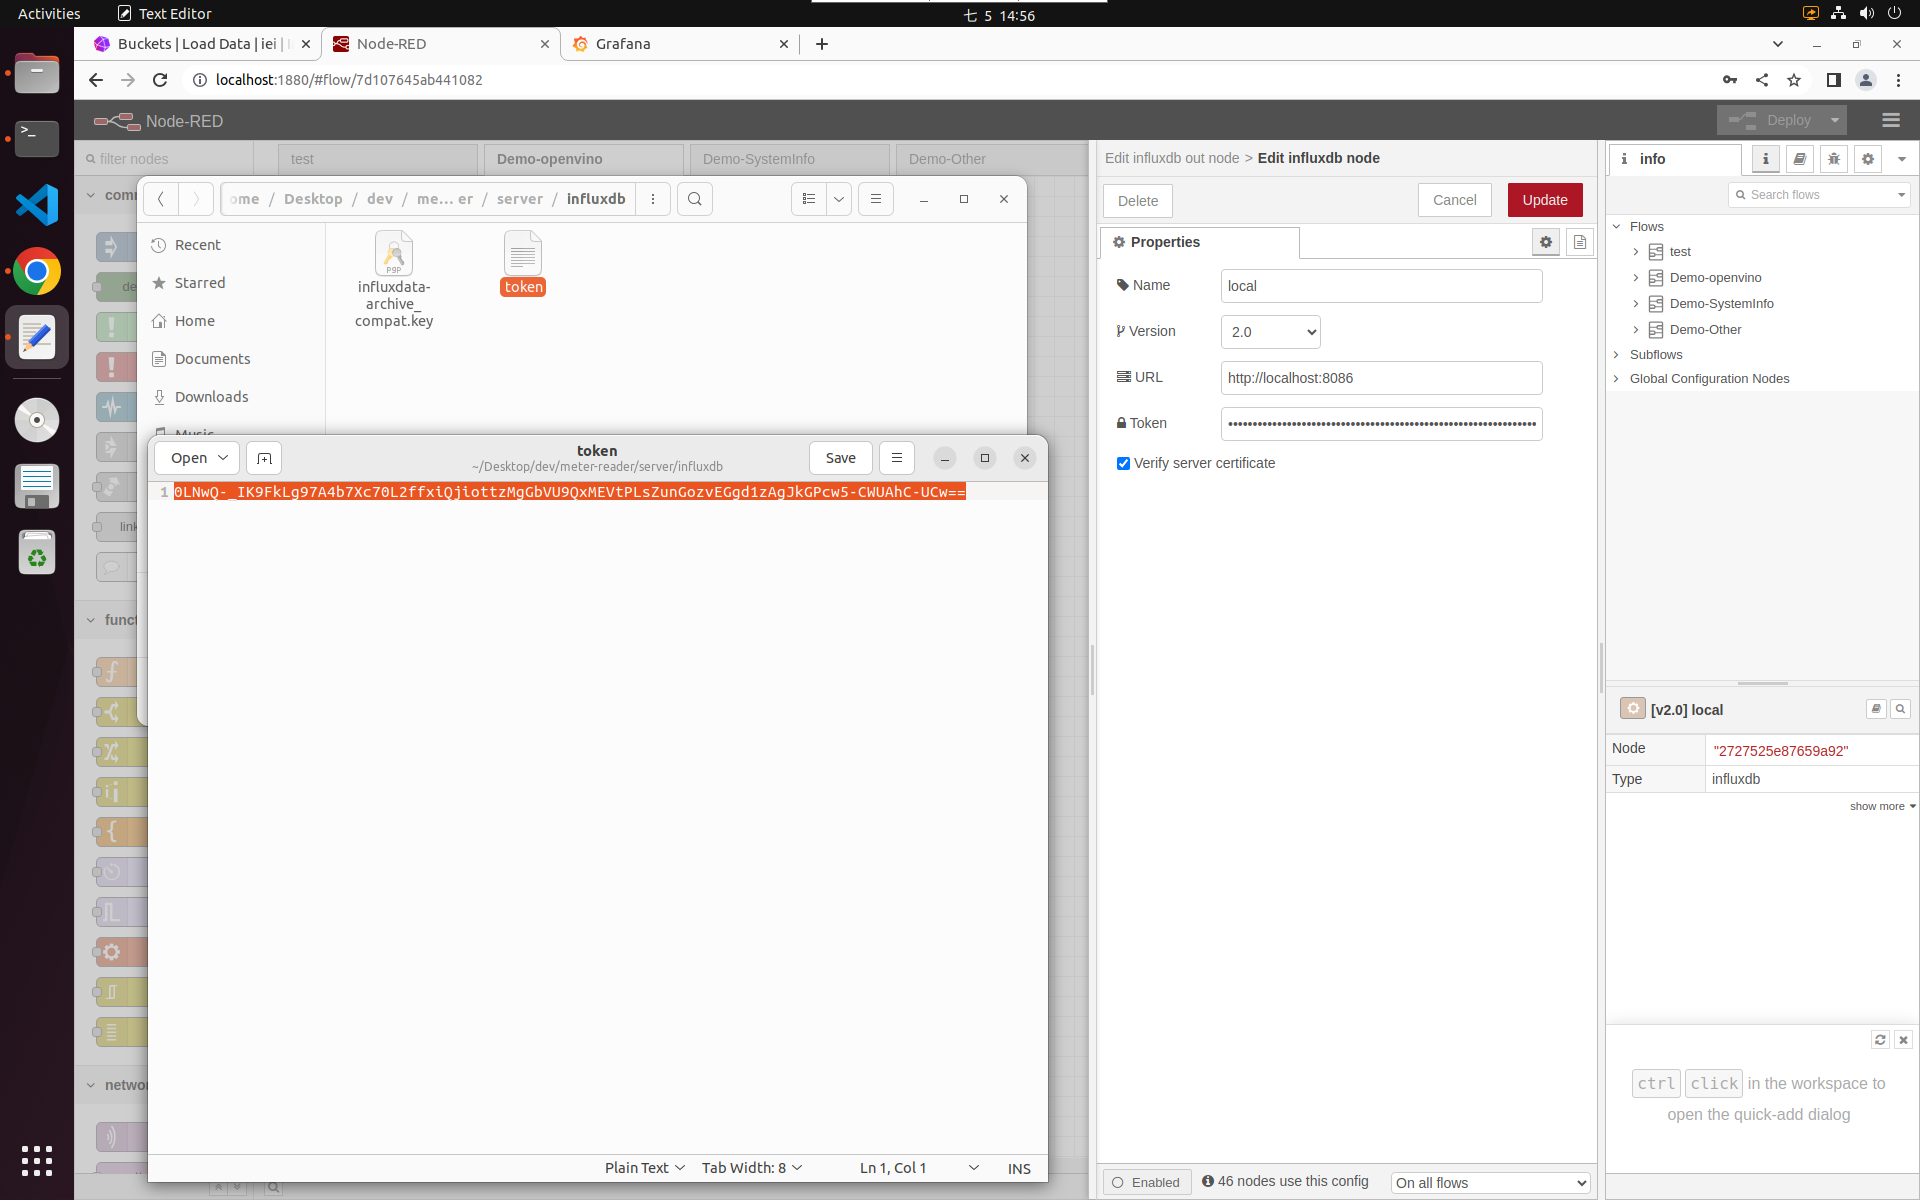 Activities
Text Editor
七 5 14:56
Buckets | Load Data | iei |
Node-RED
Grafana
localhost:1880/#flow/7d107645ab441082
Node-RED
Deploy
filter nodes
test
Demo-openvino
Demo-SystemInfo
Demo-Other
ome / Desktop / dev / me… er / server / influxdb
Recent
Starred
Home
Documents
Downloads
Music
influxdata-
archive_
compat.key
PGP
token
Open
token
~/Desktop/dev/meter-reader/server/influxdb
Save
1 0LNwQ-_IK9FkLg97A4b7Xc70L2ffxiQjiottzMgGbVU9QxMEVtPLsZunGozvEGgd1zAgJkGPcw5-CWUAhC-UCw==
Plain Text
Tab Width: 8
Ln 1, Col 1
INS
de
link
func
netwo
Edit influxdb out node > Edit influxdb node
Delete
Cancel
Update
Properties
Name
local
Version
2.0
URL
http://localhost:8086
Token
Verify server certificate
Enabled
46 nodes use this config
On all flows
info
Search flows
Flows
test
Demo-openvino
Demo-SystemInfo
Demo-Other
Subflows
Global Configuration Nodes
[v2.0] local
Node
"2727525e87659a92"
Type
influxdb
show more
ctrl click in the workspace to
open the quick-add dialog